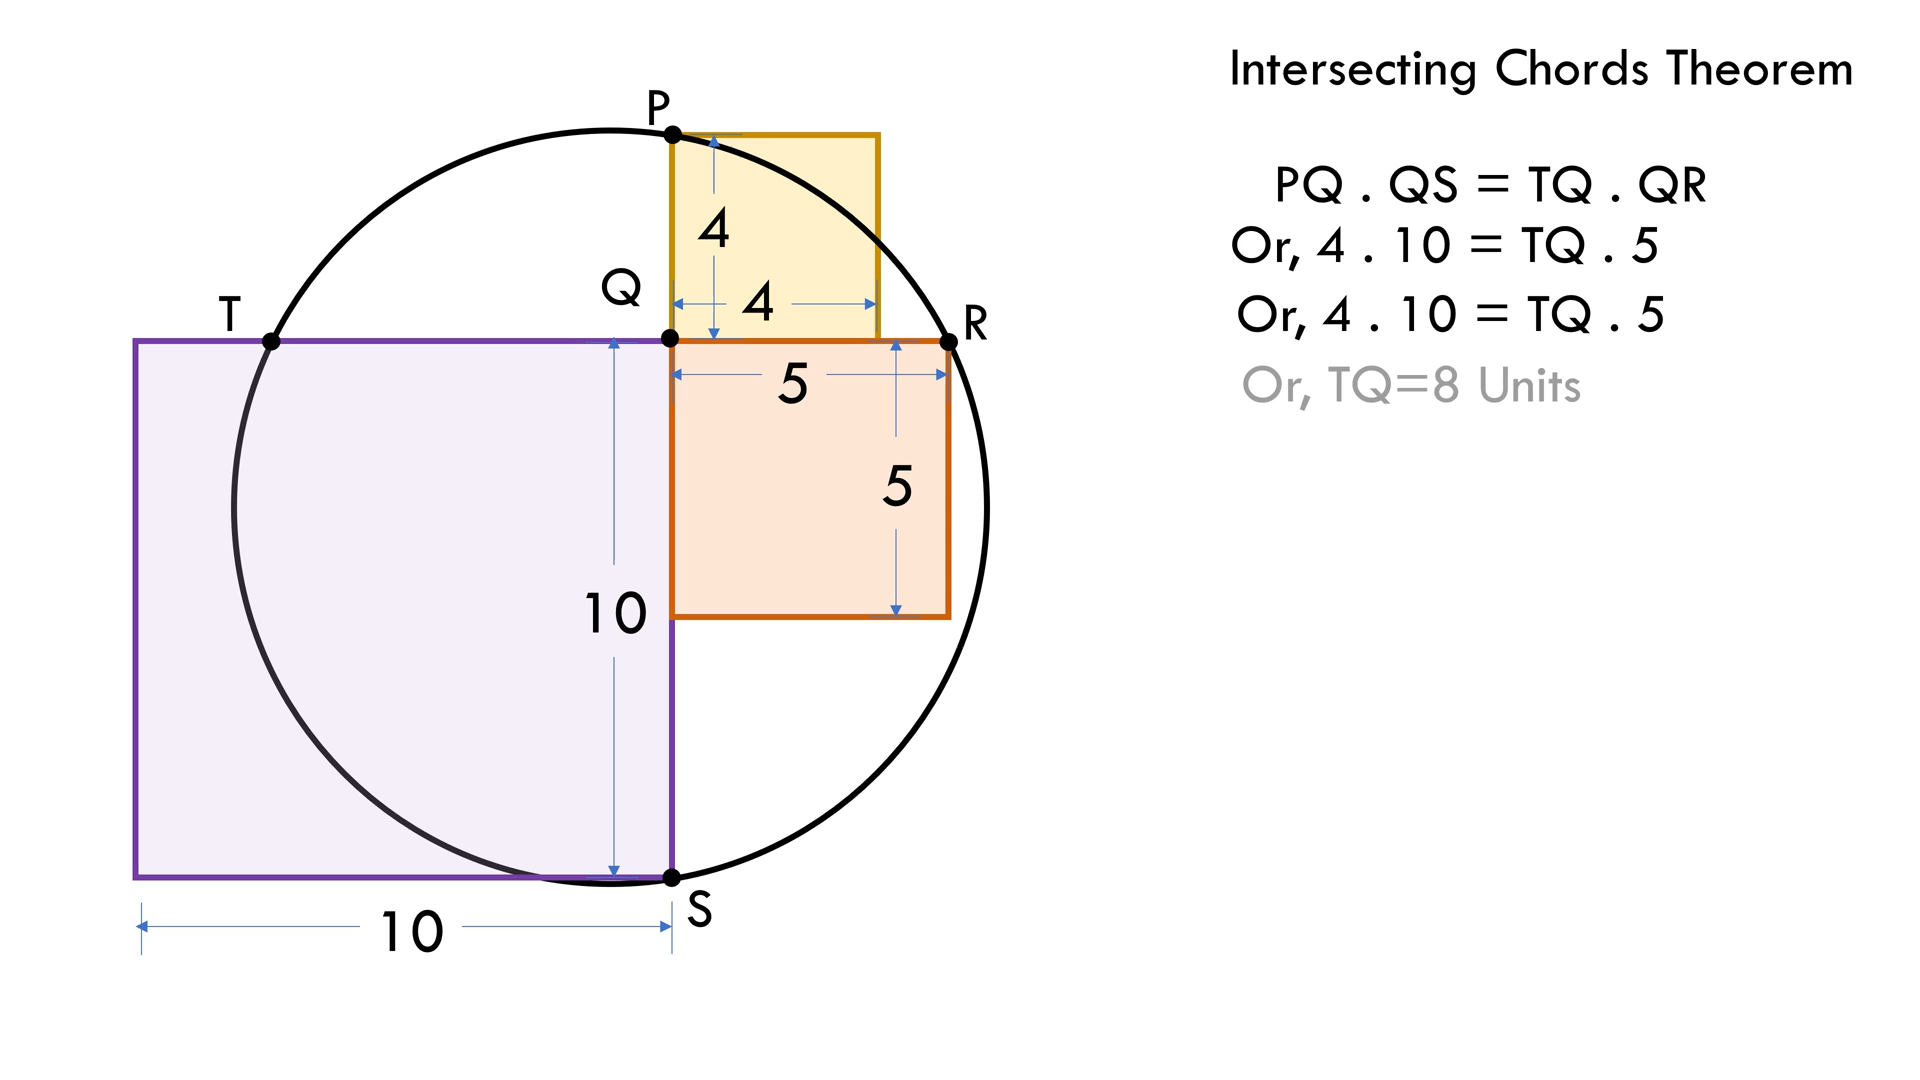 Intersecting Chords Theorem
P
PQ . QS = TQ . QR
4
Or, 4 . 10 = TQ . 5
Q
4
T
R
Or, 4 . 10 = TQ . 5
5
Or, TQ=8 Units
5
10
S
10